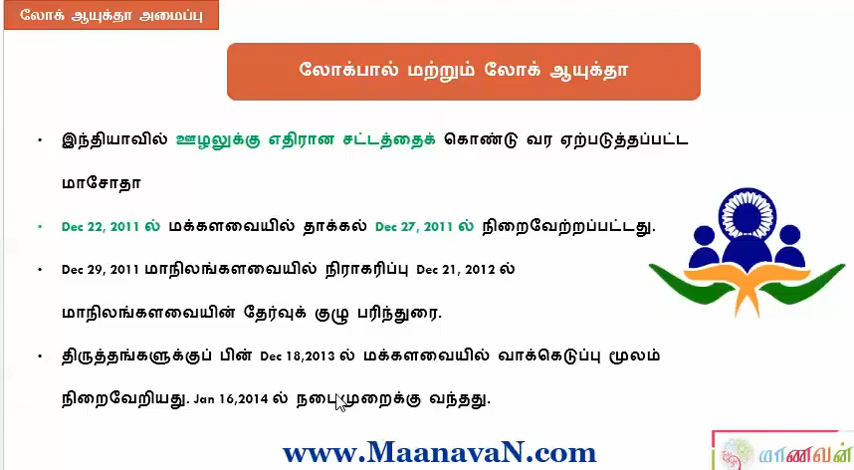 லோக் ஆயுக்தா அமைப்பு
லோக்பால் மற்றும் லோக் ஆயுக்தா
• இந்தியாவில் ஊழலுக்கு எதிரான சட்டத்தைக் கொண்டு வர ஏற்படுத்தப்பட்ட
மாசோதா
• Dec 22, 2011 ல் மக்களவையில் தாக்கல் Dec 27, 2011 ல் நிறைவேற்றப்பட்டது.
• Dec 29, 2011 மாநிலங்களவையில் நிராகரிப்பு Dec 21, 2012 ல்
மாநிலங்களவையின் தேர்வுக் குழு பரிந்துரை.
• திருத்தங்களுக்குப் பின் Dec 18,2013 ல் மக்களவையில் வாக்கெடுப்பு மூலம்
நிறைவேறியது. Jan 16,2014 ல் நடைமுறைக்கு வந்தது.
www.MaanavaN.com
மாணவன்